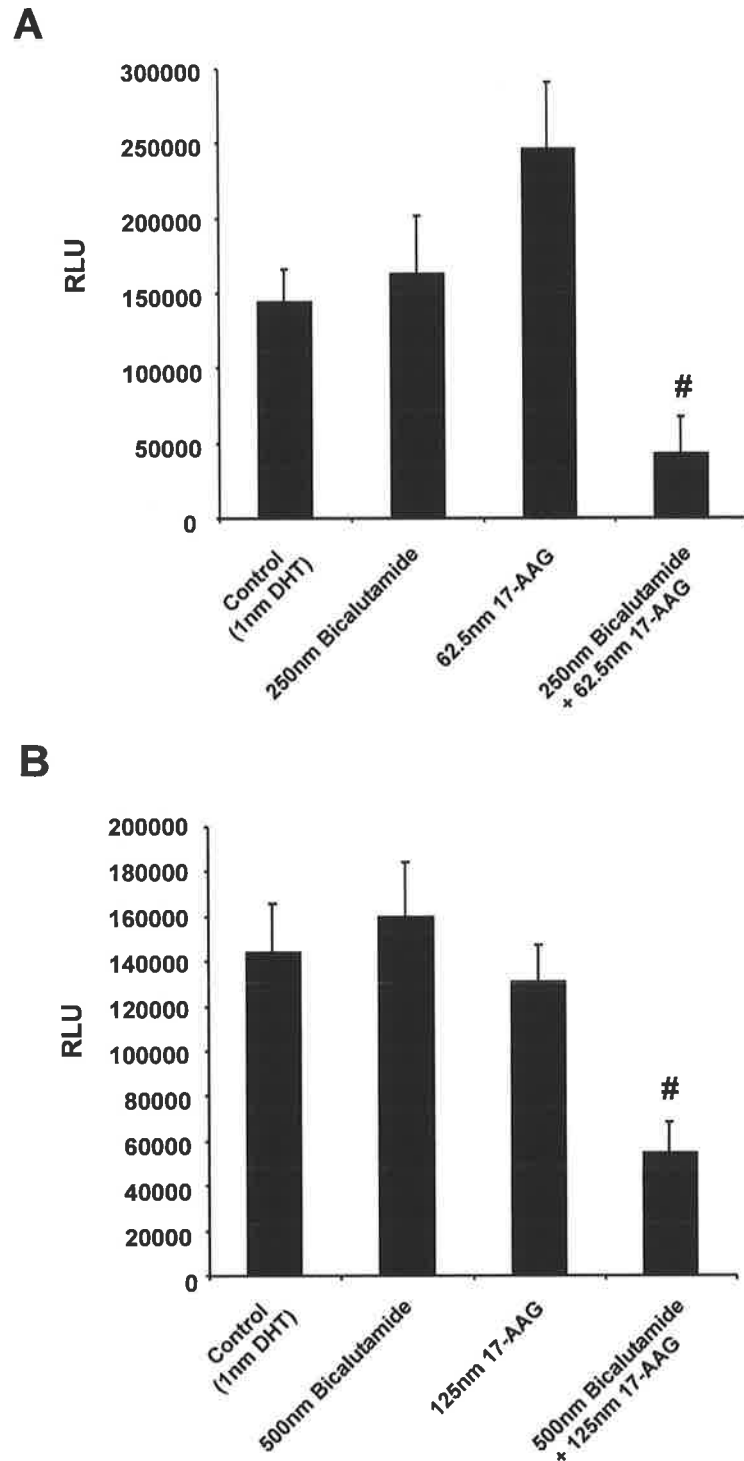 A
300000
250000
200000
150000
100000
50000
0
RLU
#
Control
(1nm DHT)
250nm Bicalutamide
62.5nm 17-AAG
250nm Bicalutamide
+ 62.5nm 17-AAG
B
200000
180000
160000
140000
120000
100000
80000
60000
40000
20000
0
RLU
#
Control
(1nm DHT)
500nm Bicalutamide
125nm 17-AAG
500nm Bicalutamide
+ 125nm 17-AAG